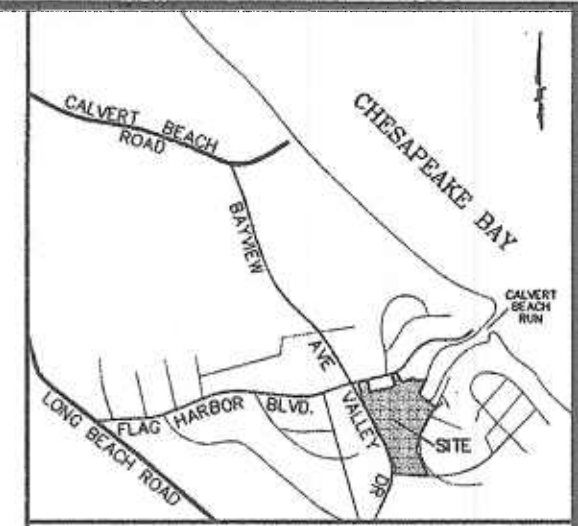 CALVERT BEACH
ROAD
CHESAPEAKE BAY
BAYVIEW
AVE
CALVERT
BEACH
RUN
FLAG HARBOR BLVD.
VALLEY
DR
SITE
LONG BEACH ROAD